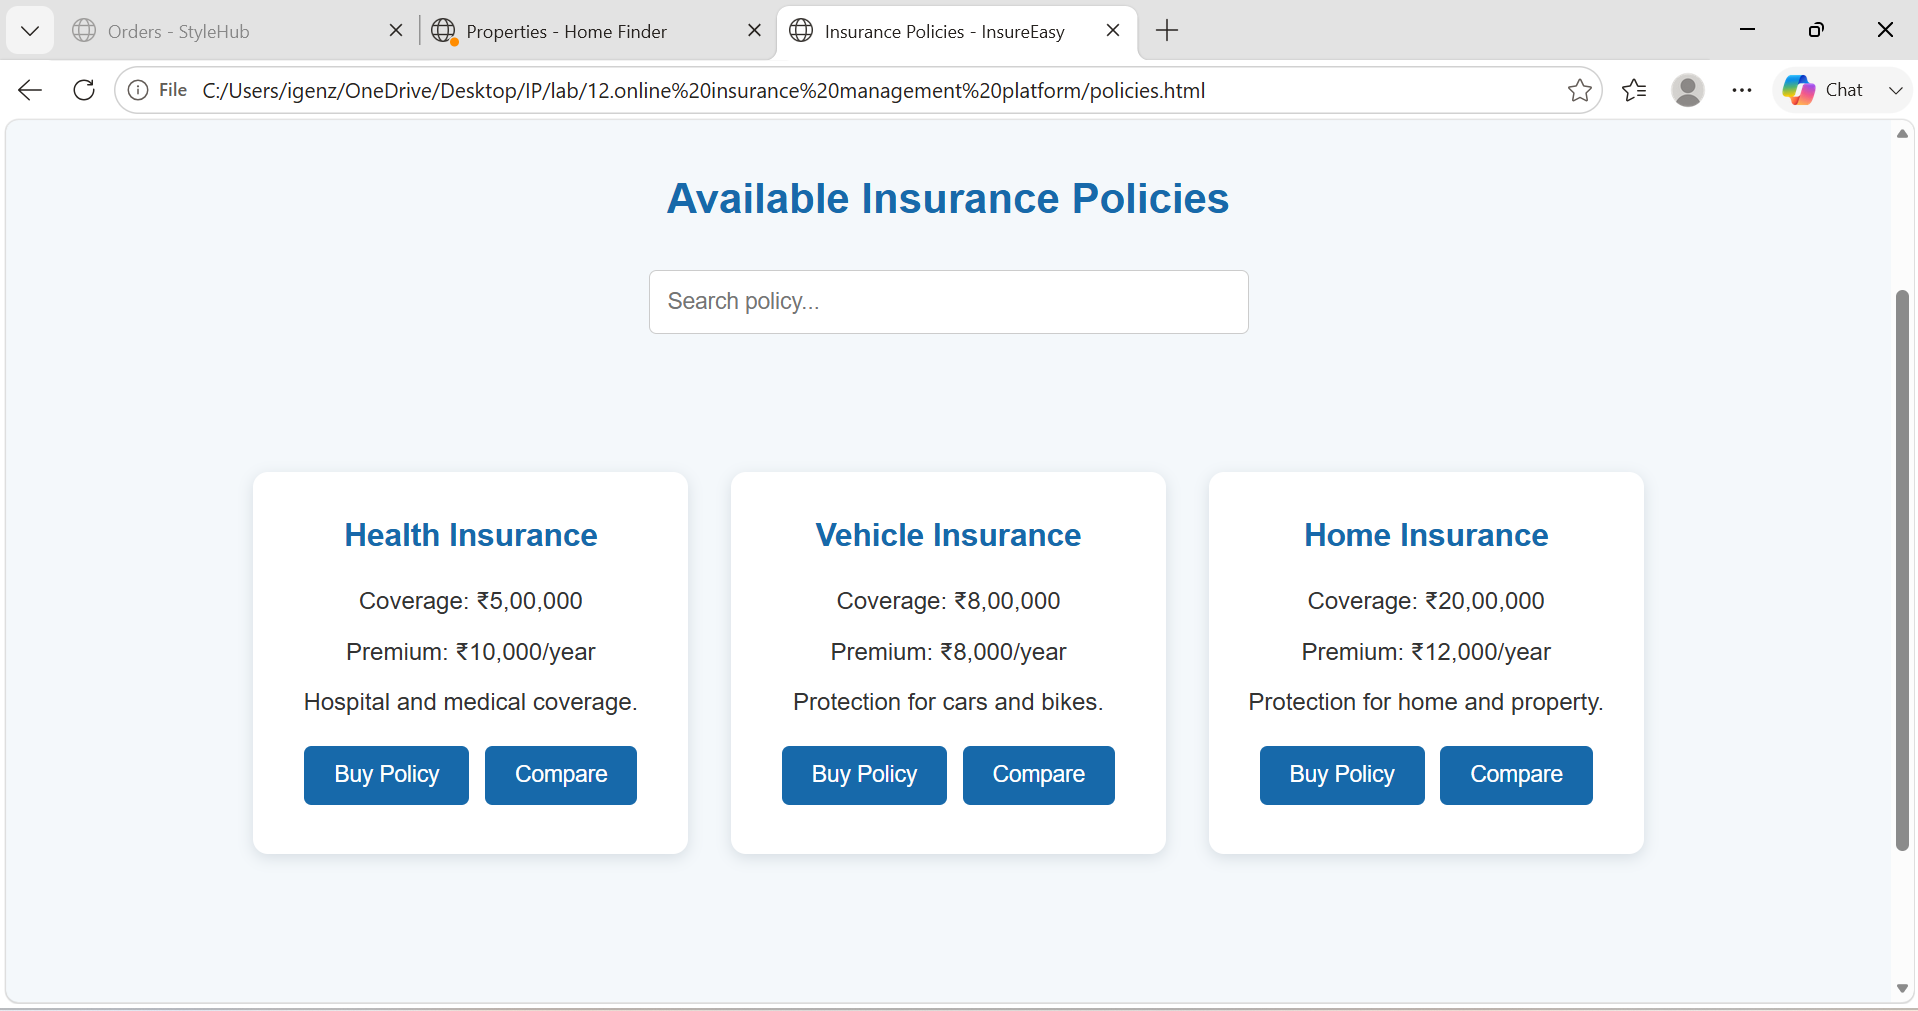 Orders - StyleHub
Properties - Home Finder
Insurance Policies - InsureEasy
File C:/Users/igenz/OneDrive/Desktop/IP/lab/12.online%20insurance%20management%20platform/policies.html
Chat
Available Insurance Policies
Search policy...
Health Insurance
Coverage: ₹5,00,000
Premium: ₹10,000/year
Hospital and medical coverage.
Buy Policy Compare
Vehicle Insurance
Coverage: ₹8,00,000
Premium: ₹8,000/year
Protection for cars and bikes.
Buy Policy Compare
Home Insurance
Coverage: ₹20,00,000
Premium: ₹12,000/year
Protection for home and property.
Buy Policy Compare